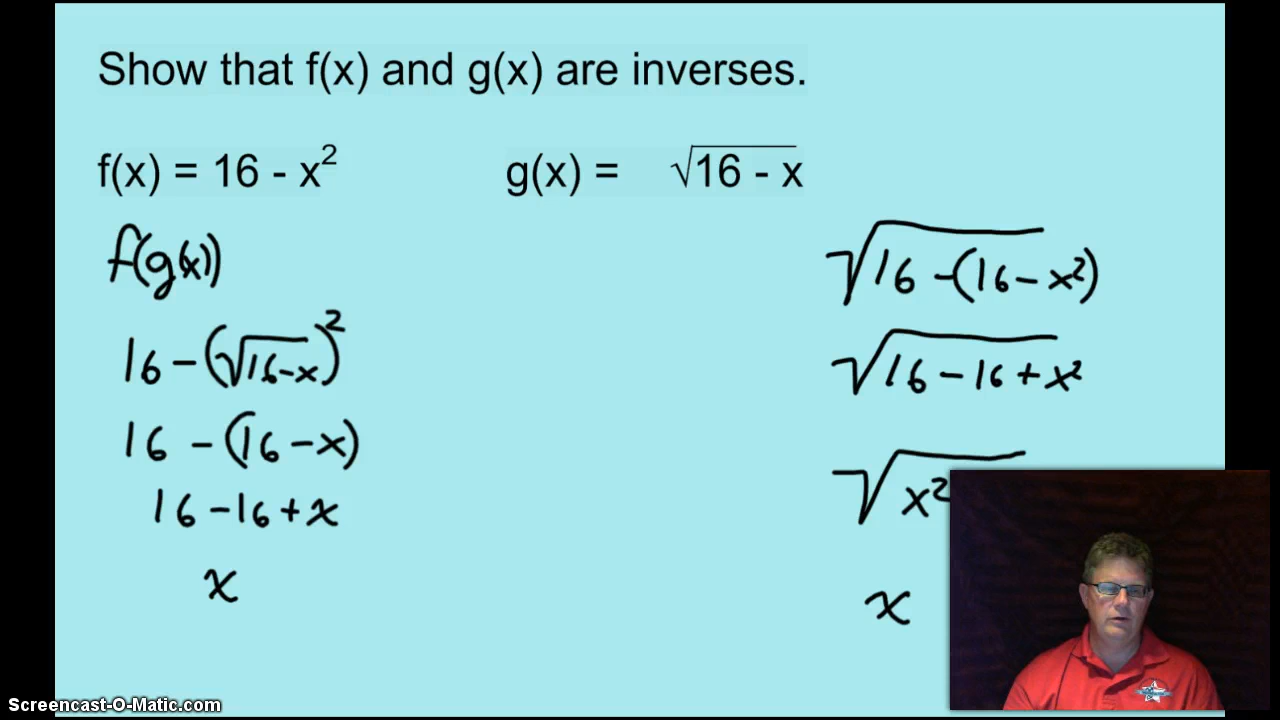 Show that f(x) and g(x) are inverses.
f(x) = 16 - x²
g(x) = √16 - x
f(g(x))
16 - (√16-x)²
16 - (16 - x)
16 - 16 + x
x
√16 - (16 - x²)
√16 - 16 + x²
√x²
x
Screencast-O-Matic.com